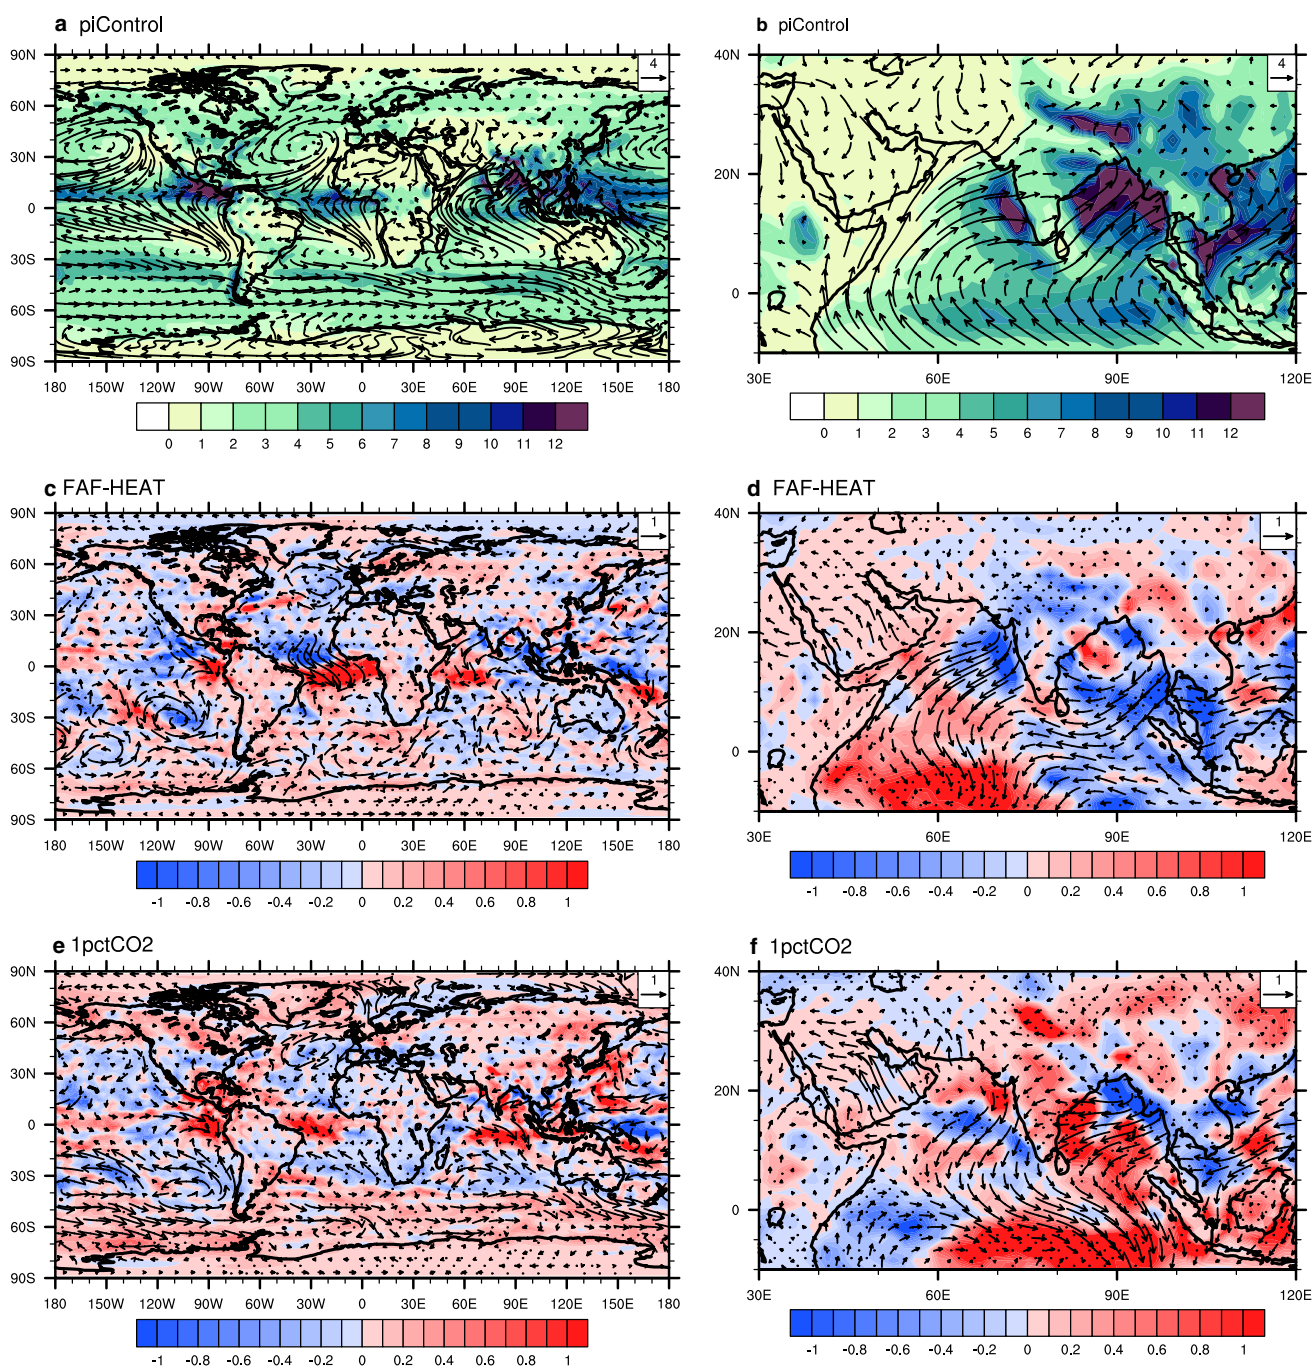 a piControl
4
90N
60N
30N
0
30S
60S
90S
180 150W 120W 90W 60W 30W 0 30E 60E 90E 120E 150E 180
0 1 2 3 4 5 6 7 8 9 10 11 12
b piControl
4
40N
20N
0
30E 60E 90E 120E
0 1 2 3 4 5 6 7 8 9 10 11 12
c FAF-HEAT
1
90N
60N
30N
0
30S
60S
90S
180 150W 120W 90W 60W 30W 0 30E 60E 90E 120E 150E 180
-1 -0.8 -0.6 -0.4 -0.2 0 0.2 0.4 0.6 0.8 1
d FAF-HEAT
1
40N
20N
0
30E 60E 90E 120E
-1 -0.8 -0.6 -0.4 -0.2 0 0.2 0.4 0.6 0.8 1
e 1pctCO2
1
90N
60N
30N
0
30S
60S
90S
180 150W 120W 90W 60W 30W 0 30E 60E 90E 120E 150E 180
-1 -0.8 -0.6 -0.4 -0.2 0 0.2 0.4 0.6 0.8 1
f 1pctCO2
1
40N
20N
0
30E 60E 90E 120E
-1 -0.8 -0.6 -0.4 -0.2 0 0.2 0.4 0.6 0.8 1